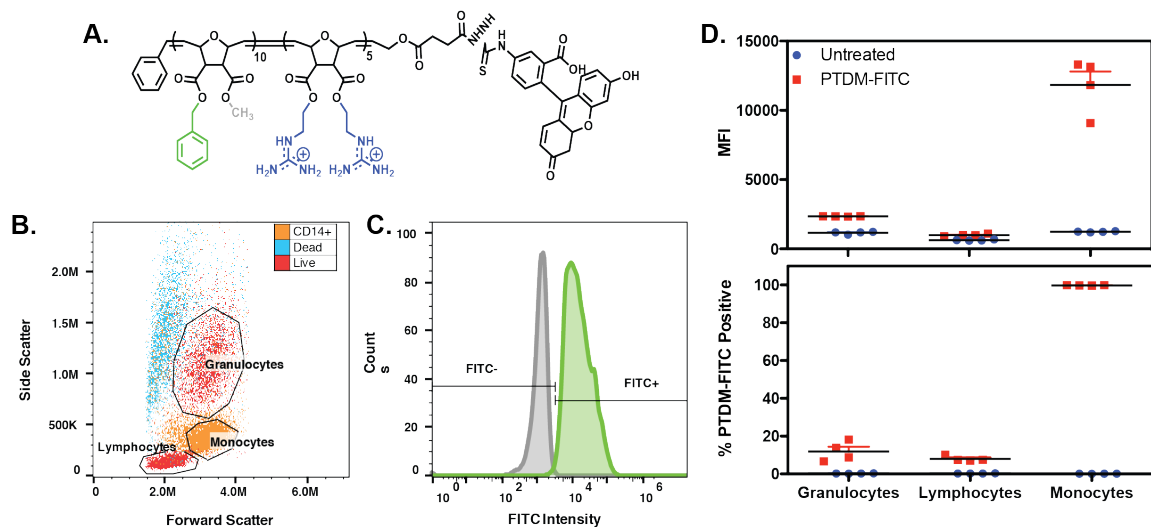 A.
O
10
O
5
O
O
O
NHNH
S
H
N
O
OH
OH
O
O
O O O O
O O O O
CH3
HN HN
H2N NH2 H2N NH2
B.
CD14+
Dead
Live
2.0M
1.5M
1.0M
500K
0
Side Scatter
Granulocytes
Monocytes
Lymphocytes
0 2.0M 4.0M 6.0M
Forward Scatter
C.
100
80
60
40
20
0
Count
s
FITC-
FITC+
10 0 10 2 10 4 10 6
FITC Intensity
D.
Untreated
PTDM-FITC
15000
10000
5000
0
MFI
100
80
60
40
20
0
% PTDM-FITC Positive
Granulocytes Lymphocytes Monocytes